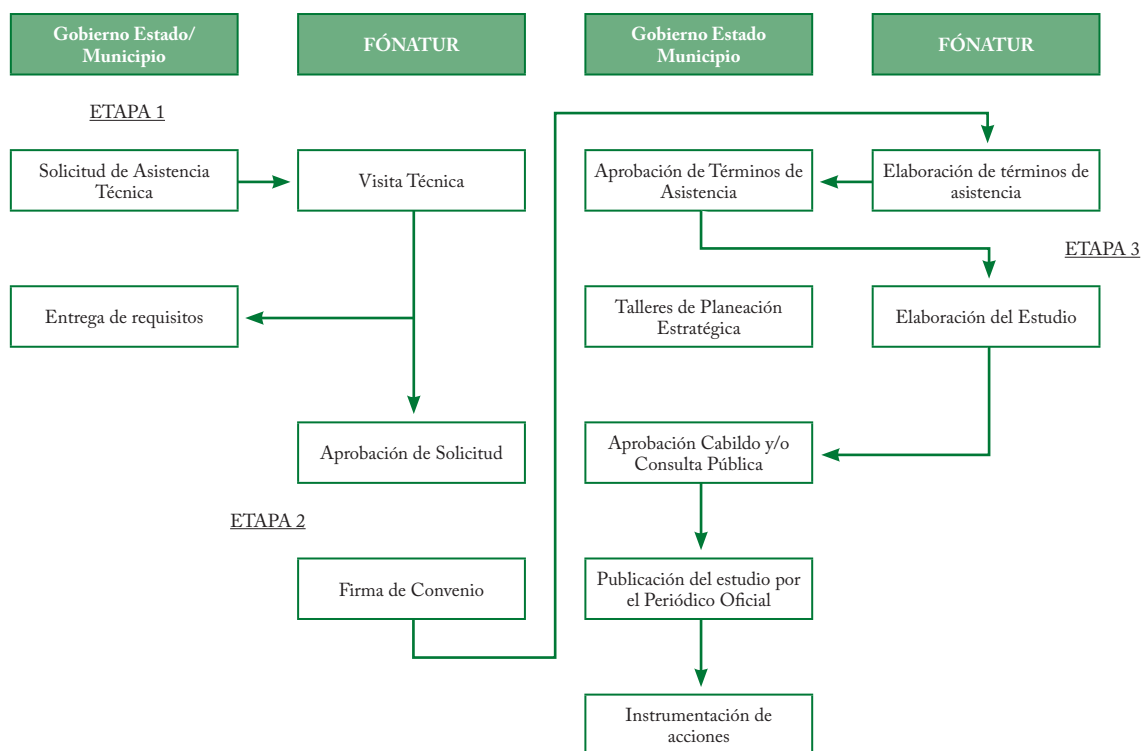 Gobierno Estado/
Municipio
FÓNATUR
Gobierno Estado
Municipio
FÓNATUR
ETAPA 1
Solicitud de Asistencia
Técnica
Visita Técnica
Aprobación de Términos de
Asistencia
Elaboración de términos de
asistencia
ETAPA 3
Entrega de requisitos
Talleres de Planeación
Estratégica
Elaboración del Estudio
Aprobación de Solicitud
Aprobación Cabildo y/o
Consulta Pública
ETAPA 2
Firma de Convenio
Publicación del estudio por
el Periódico Oficial
Instrumentación de
acciones